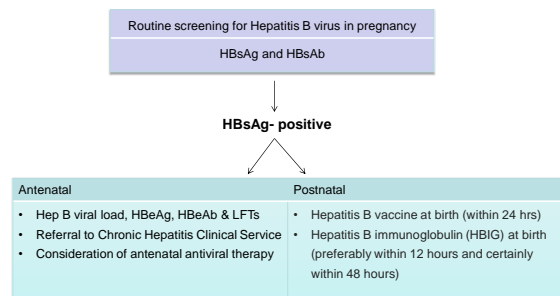 Routine screening for Hepatitis B virus in pregnancy
HBsAg and HBsAb
HBsAg- positive
Antenatal
• Hep B viral load, HBeAg, HBeAb & LFTs
• Referral to Chronic Hepatitis Clinical Service
• Consideration of antenatal antiviral therapy
Postnatal
• Hepatitis B vaccine at birth (within 24 hrs)
• Hepatitis B immunoglobulin (HBIG) at birth
(preferably within 12 hours and certainly
within 48 hours)